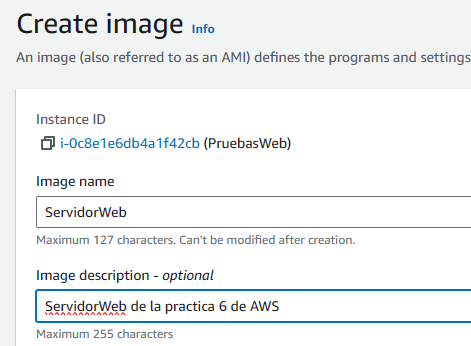 Create image Info
An image (also referred to as an AMI) defines the programs and settings
Instance ID
i-0c8e1e6db4a1f42cb (PruebasWeb)
Image name
ServidorWeb
Maximum 127 characters. Can't be modified after creation.
Image description - optional
ServidorWeb de la practica 6 de AWS
Maximum 255 characters